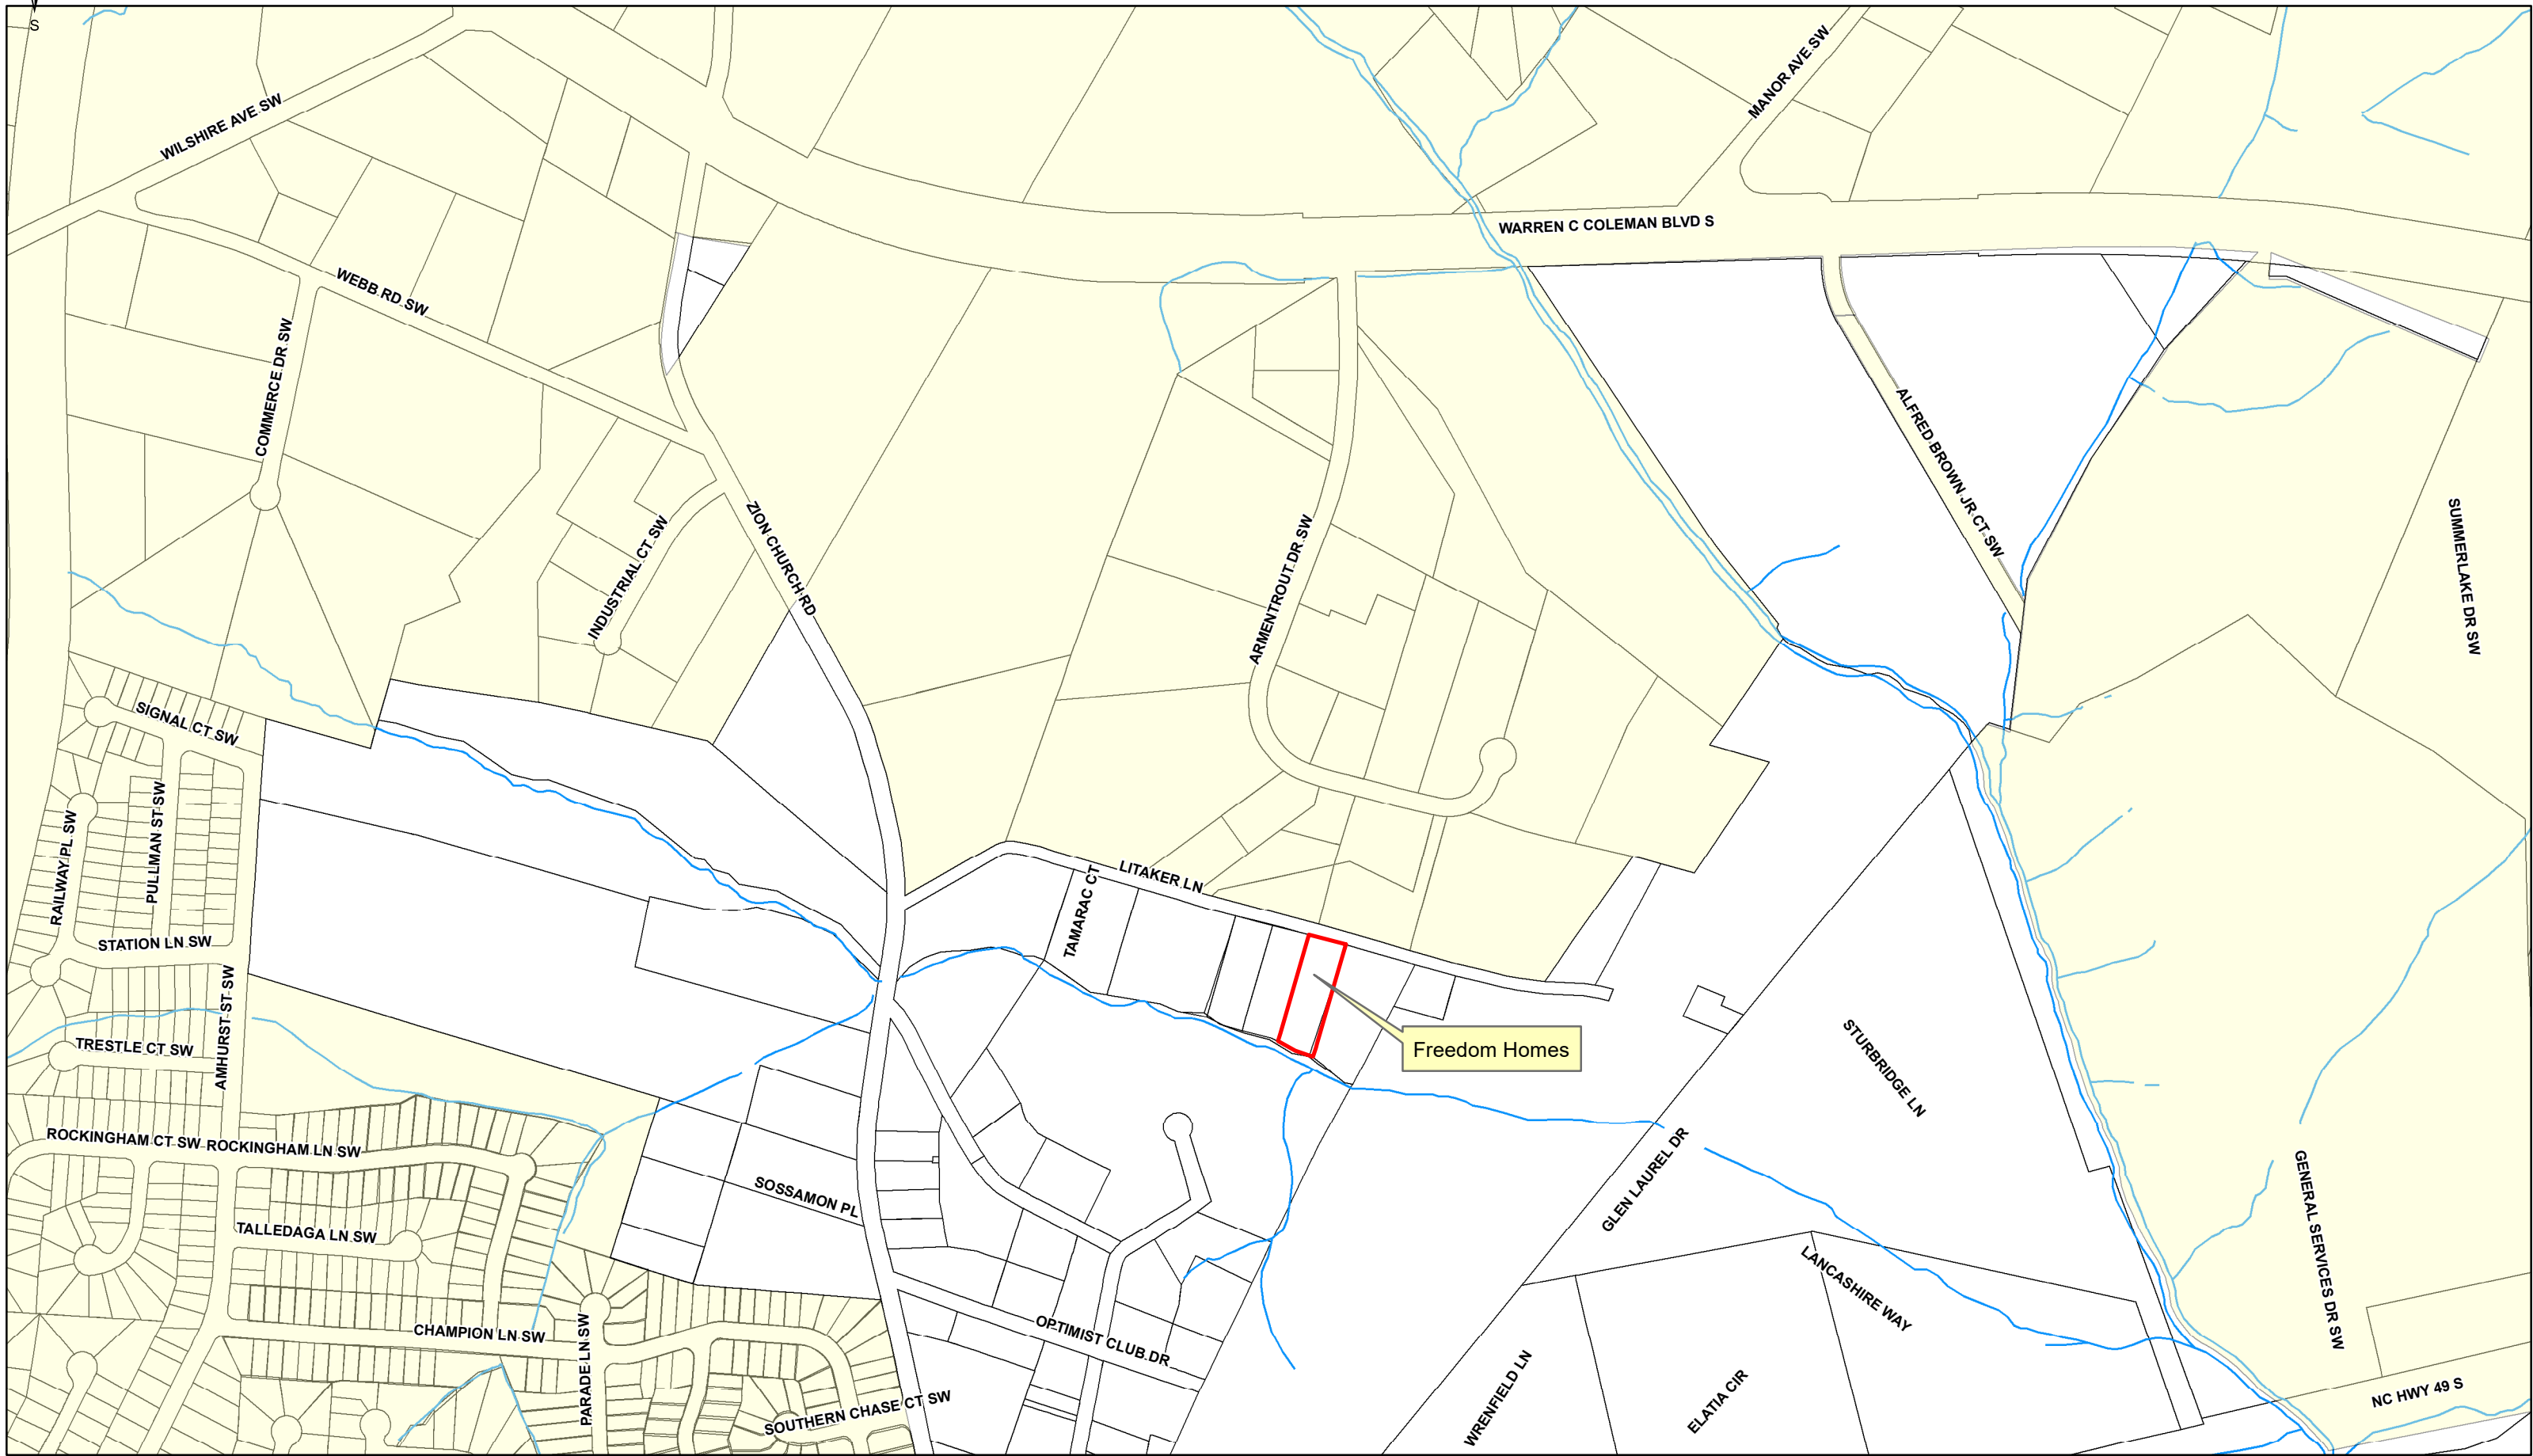 S
WILSHIRE AVE SW
MANOR AVE SW
WARREN C COLEMAN BLVD S
WEBB RD SW
COMMERCE DR SW
ALFRED BROWN JR CT SW
ZION CHURCH RD
INDUSTRIAL CT SW
ARMENTROUT DR SW
SUMMERLAKE DR SW
SIGNAL CT SW
PULLMAN ST SW
RAILWAY PL SW
LITAKER LN
TAMARAC CT
STATION LN SW
AMHURST ST SW
TRESTLE CT SW
Freedom Homes
STURBRIDGE LN
ROCKINGHAM CT SW
ROCKINGHAM LN SW
GLEN LAUREL DR
SOSSAMON PL
GENERAL SERVICES DR SW
TALLEDAGA LN SW
LANCASHIRE WAY
CHAMPION LN SW
PARADE LN SW
OPTIMIST CLUB DR
WRENFIELD LN
ELATIA CIR
SOUTHERN CHASE CT SW
NC HWY 49 S